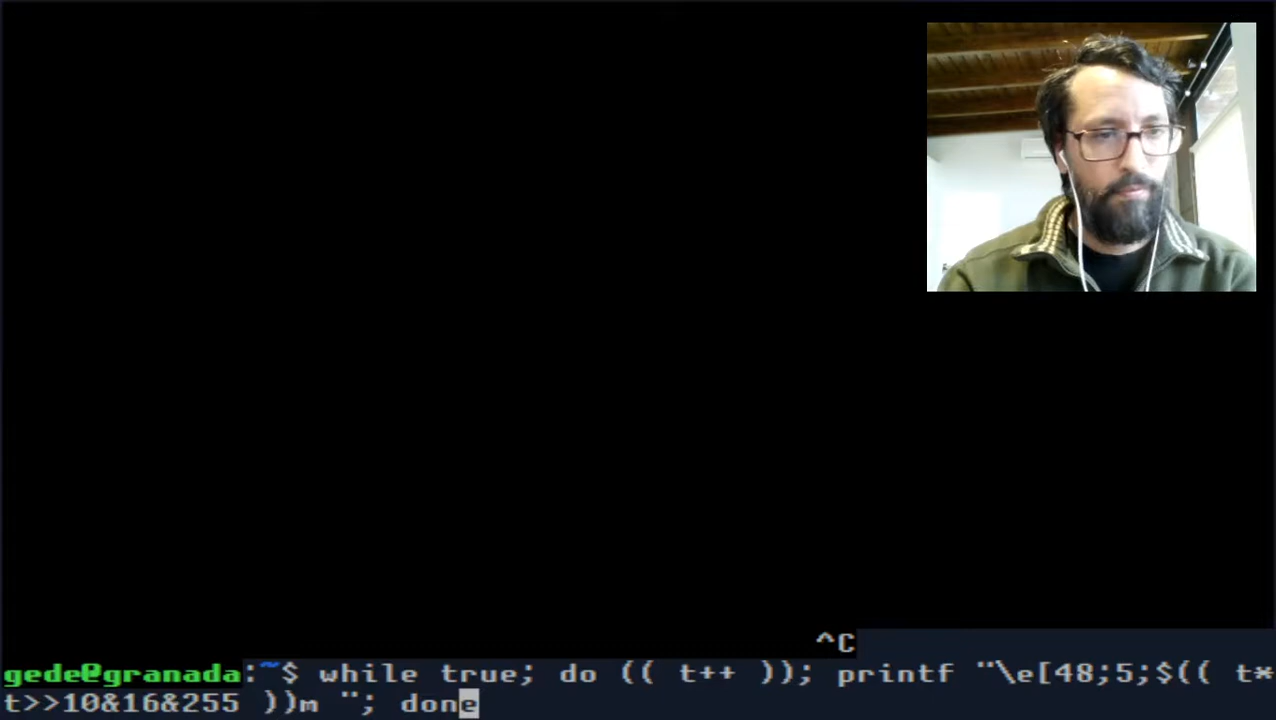 ^C
gede@granada:~$ while true; do (( t++ )); printf "\e[48;5;$(( t*
t>>10&16&255 ))m "; done